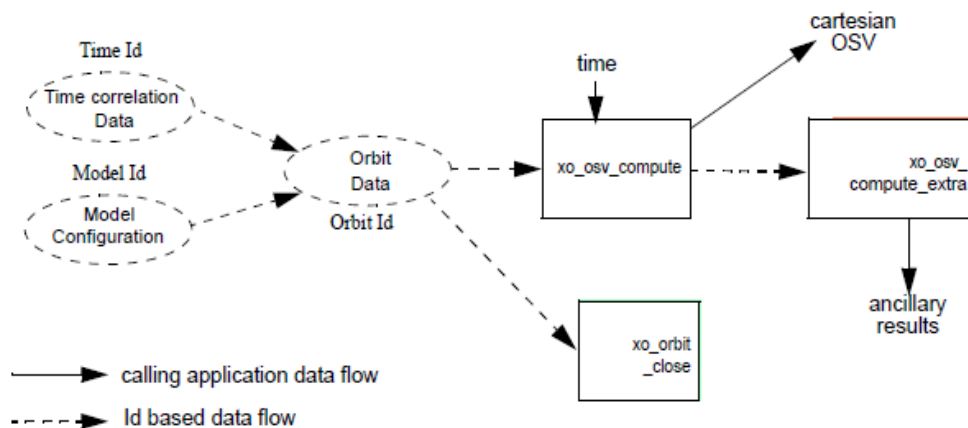 cartesian
OSV
Time Id
time
Time correlation
Data
Orbit
Data
xo_osv_compute
xo_osv_
compute_extra
Model Id
Model
Configuration
Orbit Id
ancillary
results
xo_orbit
_close
calling application data flow
Id based data flow